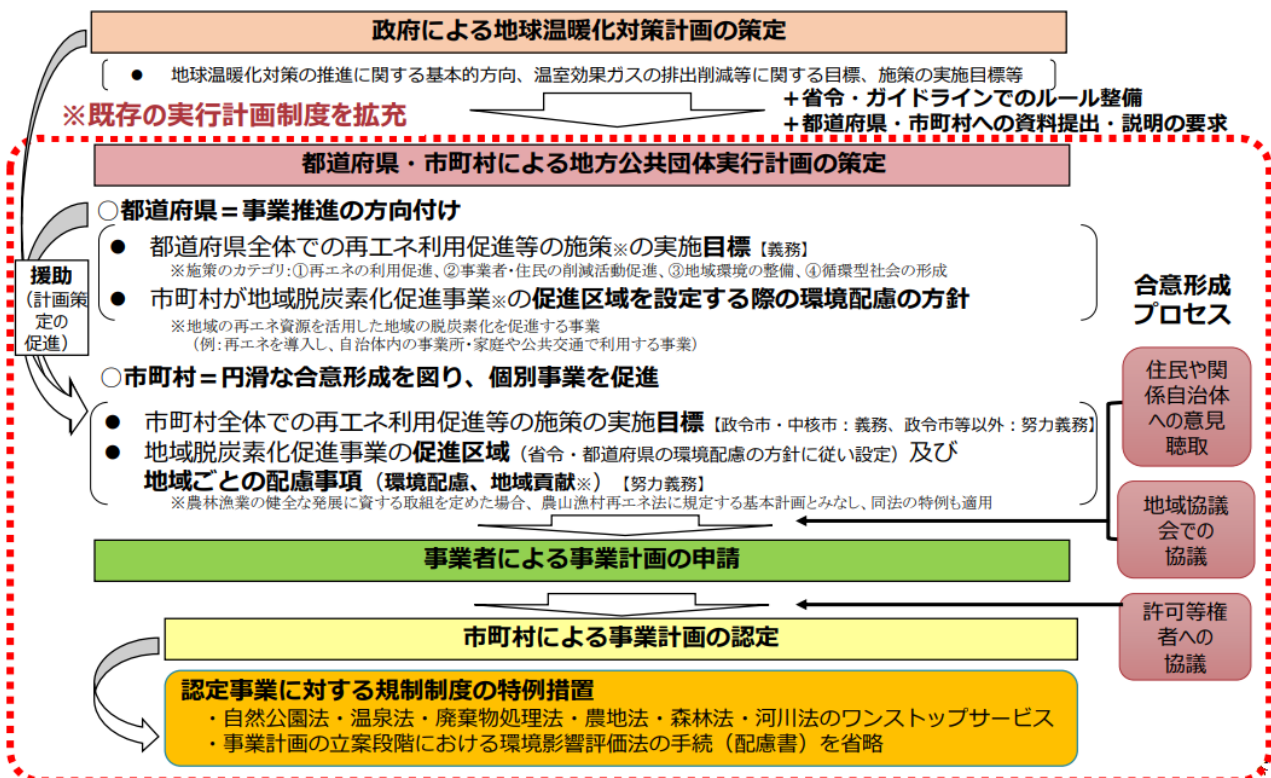 政府による地球温暖化対策計画の策定
● 地球温暖化対策の推進に関する基本的方向、温室効果ガスの排出削減等に関する目標、施策の実施目標等
※既存の実行計画制度を拡充
＋省令・ガイドラインでのルール整備
＋都道府県・市町村への資料提出・説明の要求
都道府県・市町村による地方公共団体実行計画の策定
○都道府県＝事業推進の方向付け
● 都道府県全体での再エネ利用促進等の施策※の実施目標【義務】
※施策のカテゴリ：①再エネの利用促進、②事業者・住民の削減活動促進、③地域環境の整備、④循環型社会の形成
● 市町村が地域脱炭素化促進事業※の促進区域を設定する際の環境配慮の方針
※地域の再エネ資源を活用した地域の脱炭素化を促進する事業
（例：再エネを導入し、自治体内の事業所・家庭や公共交通で利用する事業）
援助
（計画策
定の
促進）
○市町村＝円滑な合意形成を図り、個別事業を促進
● 市町村全体での再エネ利用促進等の施策の実施目標【政令市・中核市：義務、政令市等以外：努力義務】
● 地域脱炭素化促進事業の促進区域（省令・都道府県の環境配慮の方針に従い設定）及び
地域ごとの配慮事項（環境配慮、地域貢献※）【努力義務】
※農林漁業の健全な発展に資する取組を定めた場合、農山漁村再エネ法に規定する基本計画とみなし、同法の特例も適用
合意形成
プロセス
住民や関
係自治体
への意見
聴取
地域協議
会での
協議
事業者による事業計画の申請
許可等権
者への
協議
市町村による事業計画の認定
認定事業に対する規制制度の特例措置
・自然公園法・温泉法・廃棄物処理法・農地法・森林法・河川法のワンストップサービス
・事業計画の立案段階における環境影響評価法の手続（配慮書）を省略